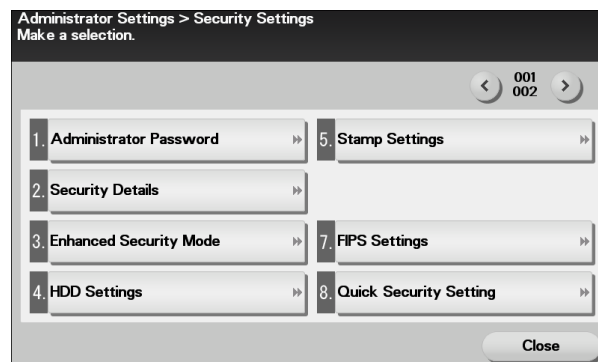 Administrator Settings > Security Settings
Make a selection.
001
002
1. Administrator Password
5. Stamp Settings
2. Security Details
3. Enhanced Security Mode
7. FIPS Settings
4. HDD Settings
8. Quick Security Setting
Close